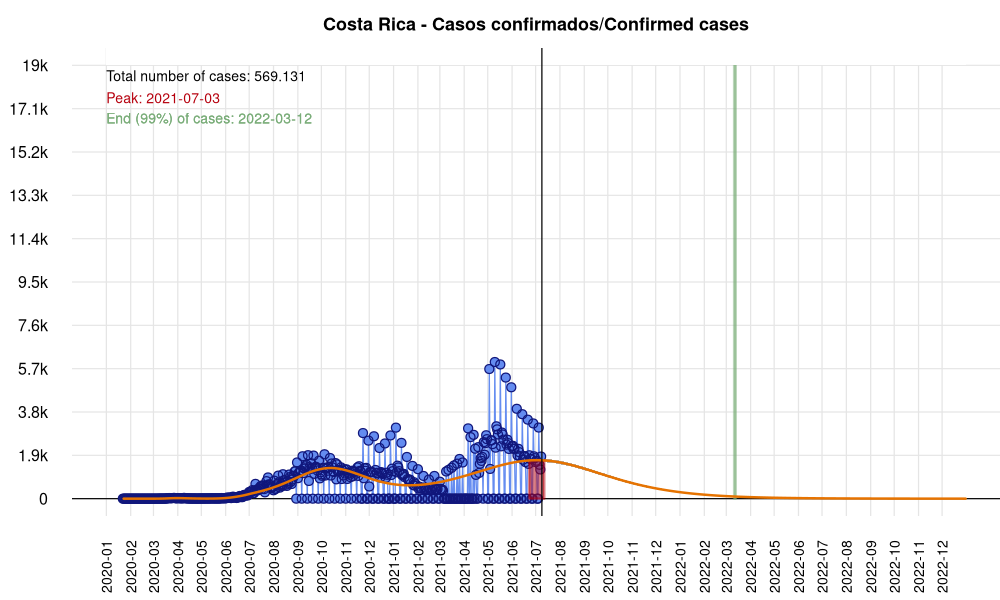 Costa Rica - Casos confirmados/Confirmed cases
19k
Total number of cases: 569.131
Peak: 2021-07-03
17.1k
End (99%) of cases: 2022-03-12
15.2k
13.3k
11.4k
9.5k
7.6k
5.7k
3.8k
1.9k
0
2020-01
2020-02
2020-03
2020-04
2020-05
2020-06
2020-07
2020-08
2020-09
2020-10
2020-11
2020-12
2021-01
2021-02
2021-03
2021-04
2021-05
2021-06
2021-07
2021-08
2021-09
2021-10
2021-11
2021-12
2022-01
2022-02
2022-03
2022-04
2022-05
2022-06
2022-07
2022-08
2022-09
2022-10
2022-11
2022-12